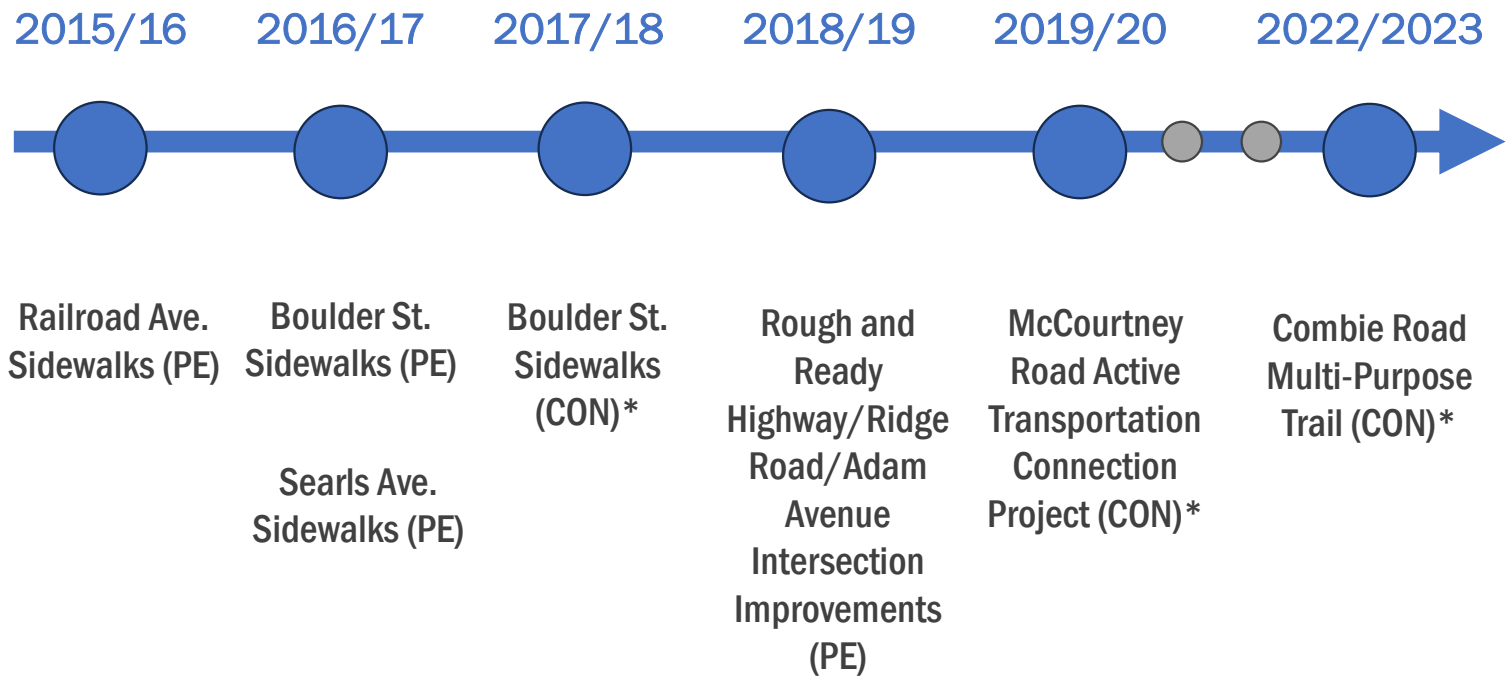 2015/16
2016/17
2017/18
2018/19
2019/20
2022/2023
Railroad Ave.
Sidewalks (PE)
Boulder St.
Sidewalks (PE)
Searls Ave.
Sidewalks (PE)
Boulder St.
Sidewalks
(CON)*
Rough and
Ready
Highway/Ridge
Road/Adam
Avenue
Intersection
Improvements
(PE)
McCourtney
Road Active
Transportation
Connection
Project (CON)*
Combie Road
Multi-Purpose
Trail (CON)*